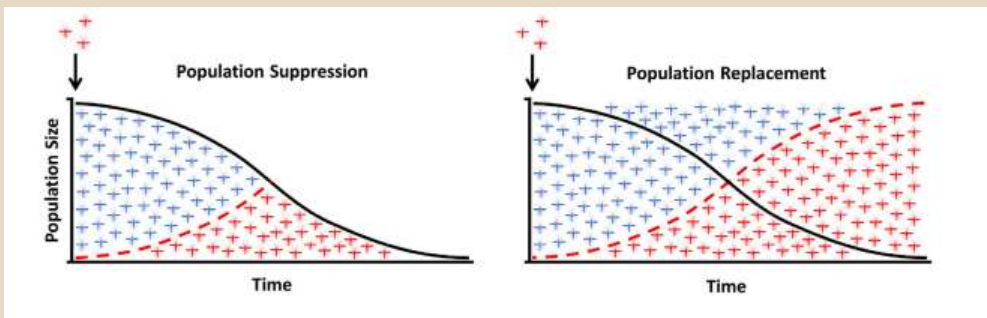 Population Suppression
Population Size
Time
Population Replacement
Time